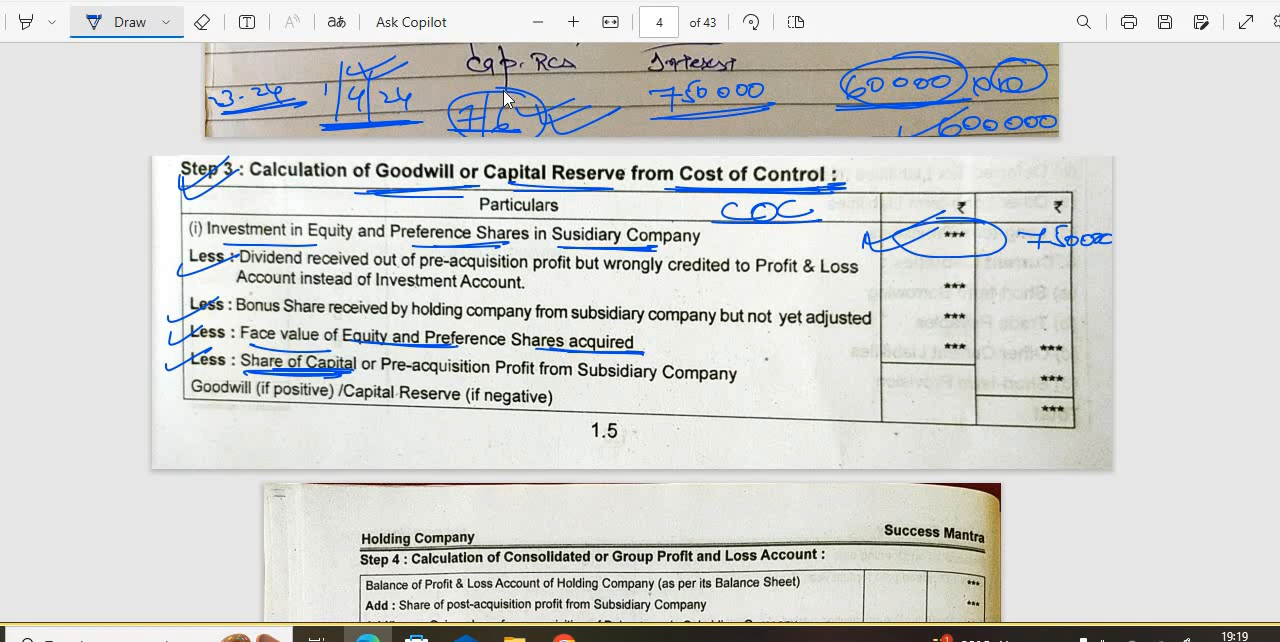 Draw
Ask Copilot
4 of 43
Cap. Res Interest
23-24 1/4/24 750000 60000 x10
600000
Step 3 : Calculation of Goodwill or Capital Reserve from Cost of Control :
Particulars COC ₹ ₹
(i) Investment in Equity and Preference Shares in Susidiary Company *** 750000
Less : Dividend received out of pre-acquisition profit but wrongly credited to Profit & Loss
Account instead of Investment Account. ***
Less : Bonus Share received by holding company from subsidiary company but not yet adjusted ***
Less : Face value of Equity and Preference Shares acquired *** ***
Less : Share of Capital or Pre-acquisition Profit from Subsidiary Company ***
Goodwill (if positive) /Capital Reserve (if negative) ***
1.5
Holding Company Success Mantra
Step 4 : Calculation of Consolidated or Group Profit and Loss Account :
Balance of Profit & Loss Account of Holding Company (as per its Balance Sheet) ***
Add : Share of post-acquisition profit from Subsidiary Company ***
19:19